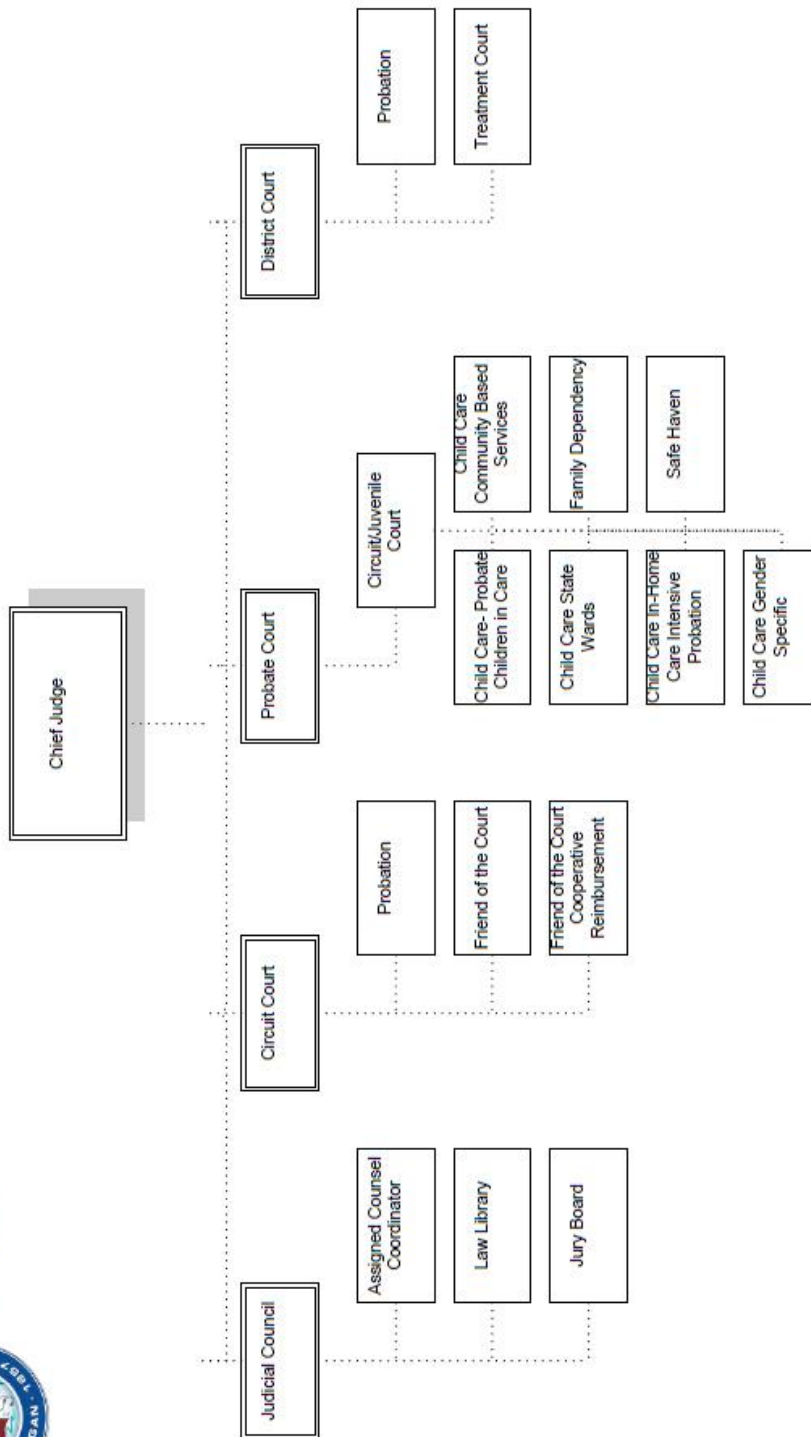 Chief Judge
Judicial Council
Circuit Court
Probate Court
District Court
Assigned Counsel
Coordinator
Law Library
Jury Board
Probation
Friend of the Court
Friend of the Court
Cooperative
Reimbursement
Circuit/Juvenile
Court
Child Care- Probate
Children in Care
Child Care
Community Based
Services
Child Care State
Wards
Family Dependency
Child Care In-Home
Care Intensive
Probation
Safe Haven
Child Care Gender
Specific
Probation
Treatment Court
GAN · 1857